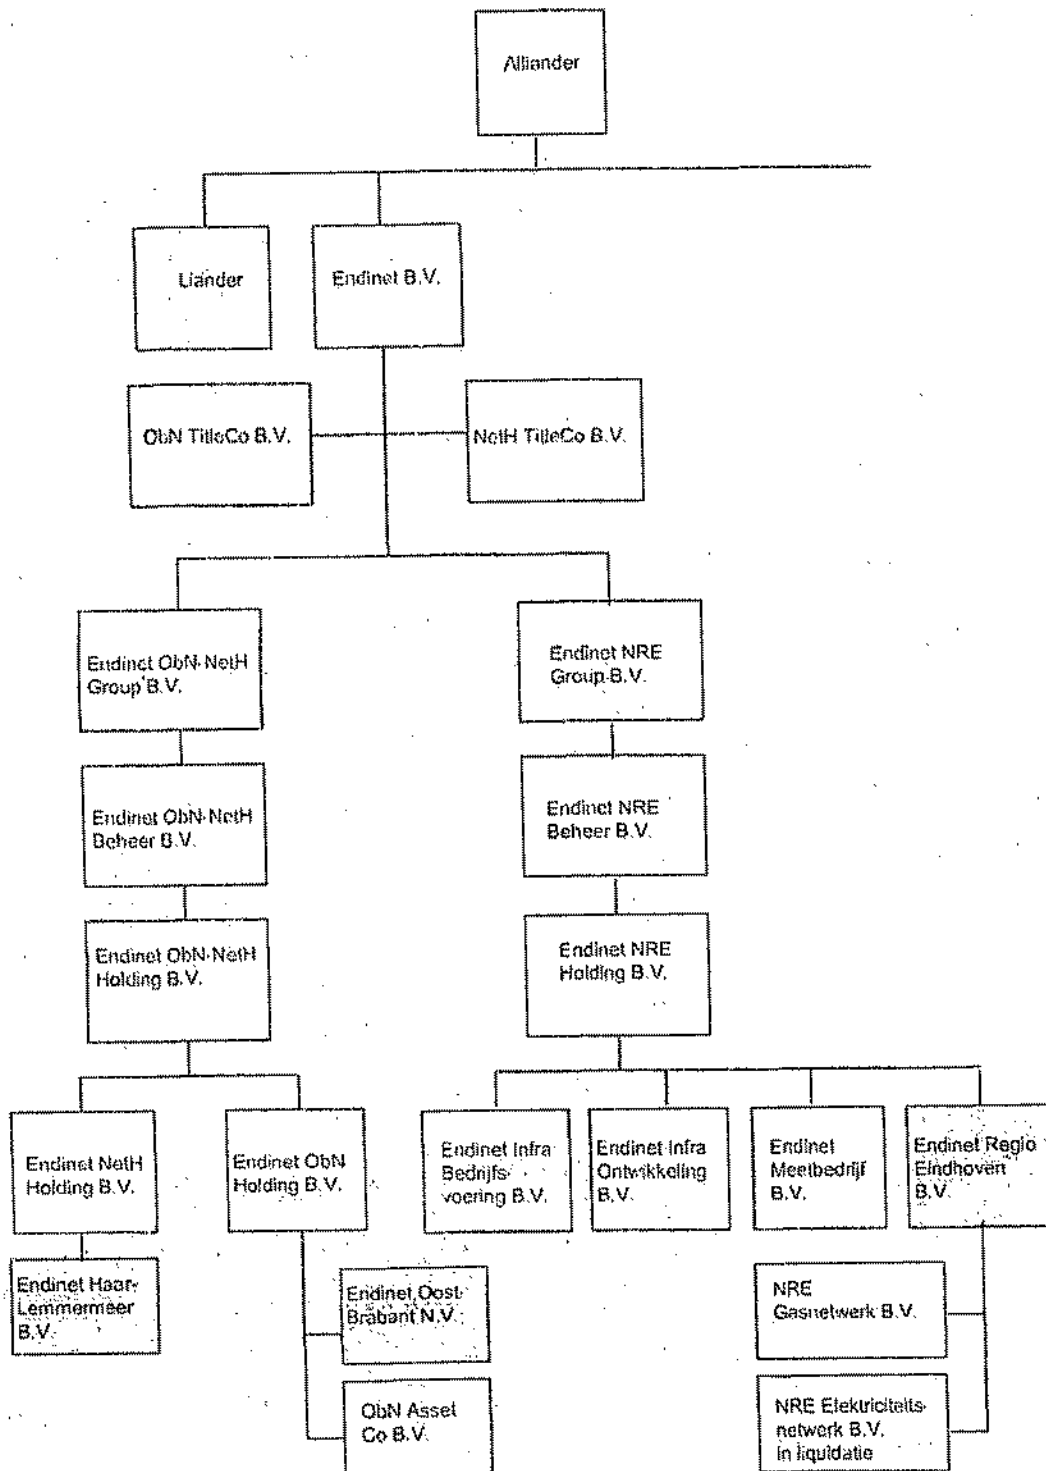 Alliander
Liander
Endinet B.V.
ObN TitleCo B.V.
NetH TitleCo B.V.
Endinet ObN-NetH
Group B.V.
Endinet NRE
Group B.V.
Endinet ObN-NetH
Beheer B.V.
Endinet NRE
Beheer B.V.
Endinet ObN-NetH
Holding B.V.
Endinet NRE
Holding B.V.
Endinet NetH
Holding B.V.
Endinet ObN
Holding B.V.
Endinet Infra
Bedrijfs-
voering B.V.
Endinet Infra
Ontwikkeling
B.V.
Endinet
Meetbedrijf
B.V.
Endinet Regio
Eindhoven
B.V.
Endinet Haar-
Lemmermeer
B.V.
Endinet Oost-
Brabant N.V.
NRE
Gasnetwerk B.V.
ObN Asset
Co B.V.
NRE Elektriciteits-
netwerk B.V.
in liquidatie